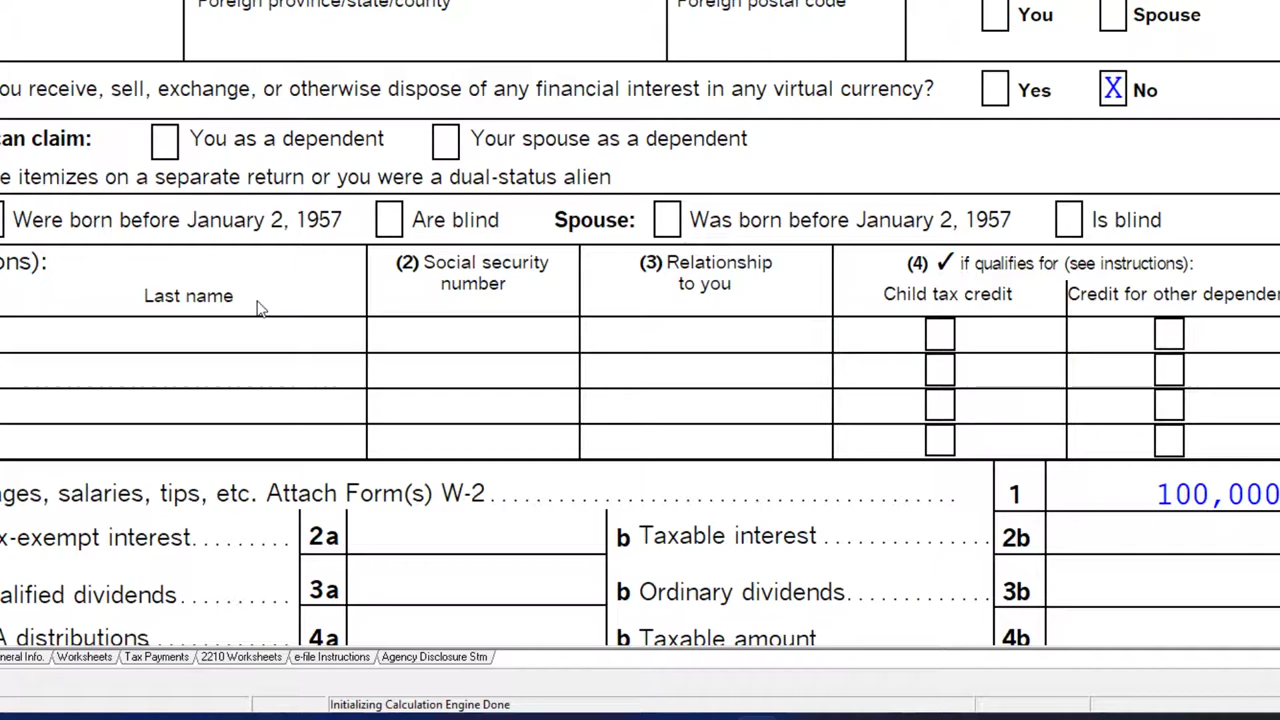 Foreign province/state/county Foreign postal code
You Spouse
ou receive, sell, exchange, or otherwise dispose of any financial interest in any virtual currency? Yes X No
can claim: You as a dependent Your spouse as a dependent
e itemizes on a separate return or you were a dual-status alien
Were born before January 2, 1957 Are blind Spouse: Was born before January 2, 1957 Is blind
ons): (2) Social security (3) Relationship (4) ✓ if qualifies for (see instructions):
number to you
Last name Child tax credit Credit for other depender
ages, salaries, tips, etc. Attach Form(s) W-2 1 100,000
x-exempt interest 2a b Taxable interest 2b
alified dividends 3a b Ordinary dividends 3b
A distributions 4a b Taxable amount 4b
neral Info. Worksheets Tax Payments 2210 Worksheets e-file Instructions Agency Disclosure Stm
Initializing Calculation Engine Done